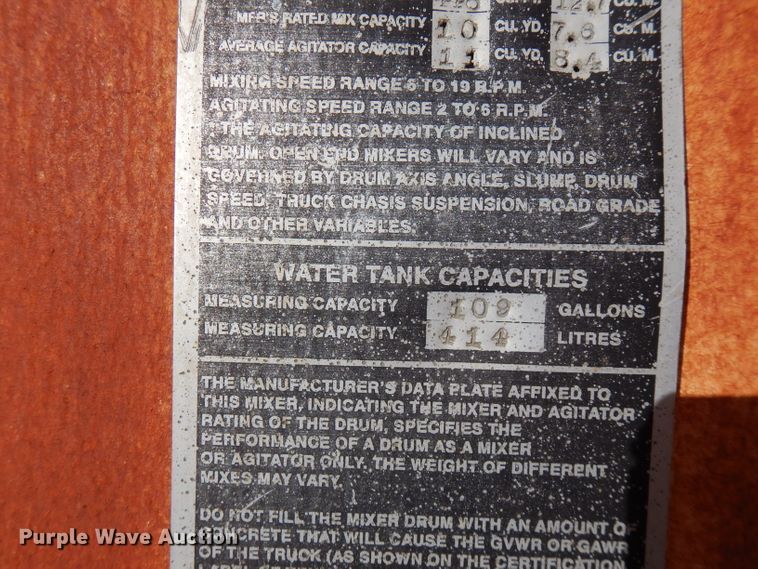 12.7 CU. M.
MFR'S RATED MIX CAPACITY 10 CU. YD. 7.6 CU. M.
AVERAGE AGITATOR CAPACITY 11 CU. YD. 8.4 CU. M.
MIXING SPEED RANGE 6 TO 19 R.P.M.
AGITATING SPEED RANGE 2 TO 6 R.P.M.
"THE AGITATING CAPACITY OF INCLINED
DRUM. OPEN END MIXERS WILL VARY AND IS
GOVERNED BY DRUM AXIS ANGLE, SLUMP, DRUM
SPEED, TRUCK CHASIS SUSPENSION, ROAD GRADE
AND OTHER VARIABLES.
WATER TANK CAPACITIES
MEASURING CAPACITY 109 GALLONS
MEASURING CAPACITY 414 LITRES
THE MANUFACTURER'S DATA PLATE AFFIXED TO
THIS MIXER, INDICATING THE MIXER AND AGITATOR
RATING OF THE DRUM, SPECIFIES THE
PERFORMANCE OF A DRUM AS A MIXER
OR AGITATOR ONLY. THE WEIGHT OF DIFFERENT
MIXES MAY VARY.
DO NOT FILL THE MIXER DRUM WITH AN AMOUNT OF
CONCRETE THAT WILL CAUSE THE GVWR OR GAWR
OF THE TRUCK (AS SHOWN ON THE CERTIFICATION
Purple Wave Auction